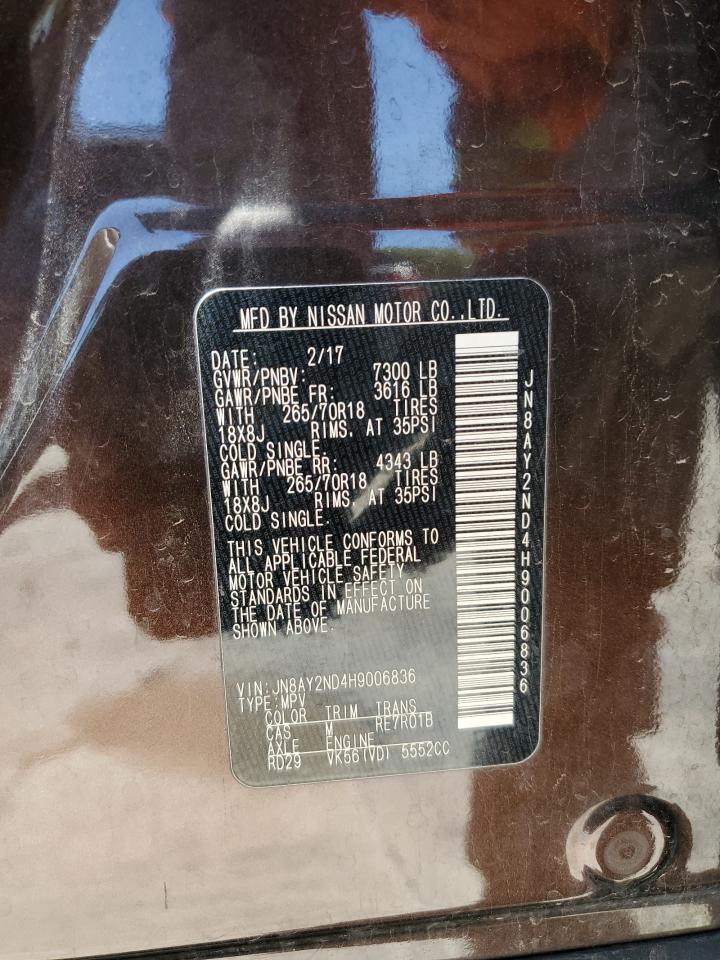 MFD BY NISSAN MOTOR CO.,LTD.
DATE: 2/17
GVWR/PNBV: 7300 LB
GAWR/PNBE FR: 3616 LB
WITH 265/70R18 TIRES
18X8J RIMS, AT 35PSI
COLD SINGLE.
GAWR/PNBE RR: 4343 LB
WITH 265/70R18 TIRES
18X8J RIMS, AT 35PSI
COLD SINGLE.
THIS VEHICLE CONFORMS TO
ALL APPLICABLE FEDERAL
MOTOR VEHICLE SAFETY
STANDARDS IN EFFECT ON
THE DATE OF MANUFACTURE
SHOWN ABOVE.
VIN:JN8AY2ND4H9006836
TYPE:MPV
COLOR TRIM TRANS
CAS M RE7R01B
AXLE ENGINE
RD29 VK56(VD) 5552CC
JN8AY2ND4H9006836